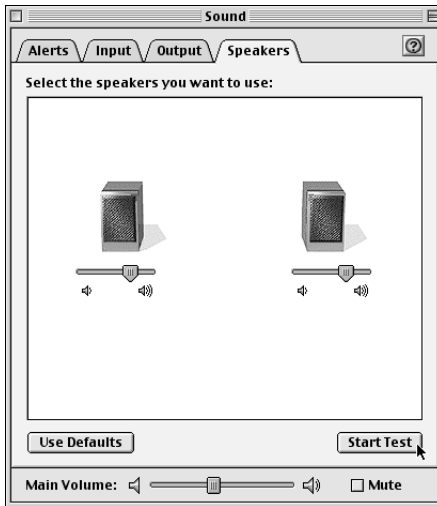 Sound
Alerts Input Output Speakers ?
Select the speakers you want to use:
Use Defaults Start Test
Main Volume: Mute